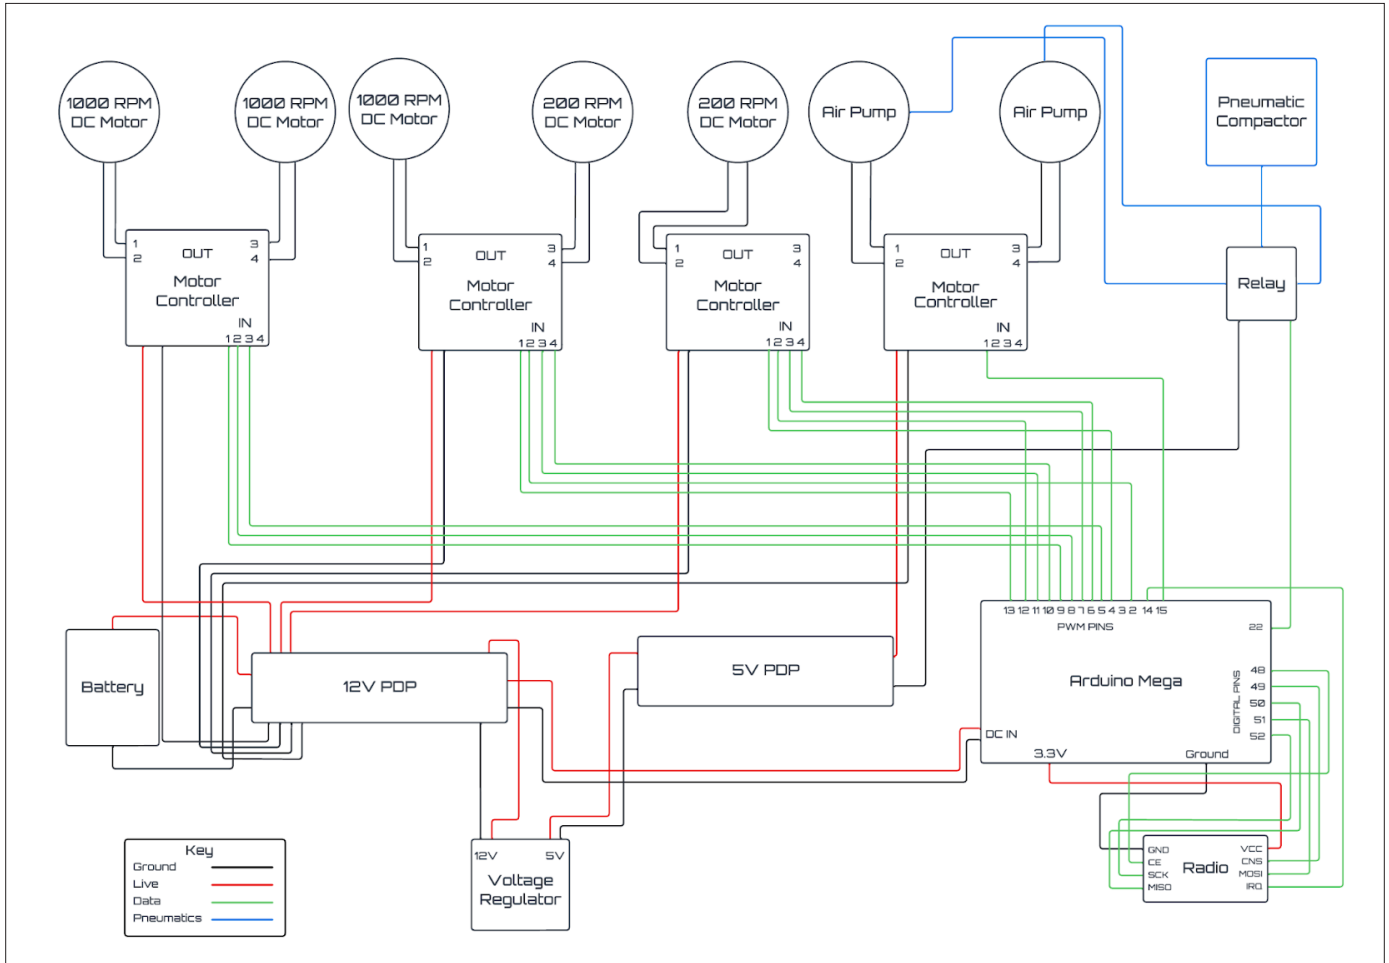 1000 RPM
DC Motor
1000 RPM
DC Motor
1000 RPM
DC Motor
200 RPM
DC Motor
200 RPM
DC Motor
Air Pump
Air Pump
Pneumatic
Compactor
1 OUT 3
2 4
Motor
Controller
IN
1 2 3 4
1 OUT 3
2 4
Motor
Controller
IN
1 2 3 4
1 OUT 3
2 4
Motor
Controller
IN
1 2 3 4
1 OUT 3
2 4
Motor
Controller
IN
1 2 3 4
Relay
Battery
12V PDP
5V PDP
13 12 11 10 9 8 7 6 5 4 3 2 14 15
PWM PINS
22
Arduino Mega
DIGITAL PINS
48
49
50
51
52
DC IN
3.3V
Ground
12V 5V
Voltage
Regulator
GND VCC
CE CNS
SCK MOSI
MISO IRQ
Radio
Key
Ground
Live
Data
Pneumatics